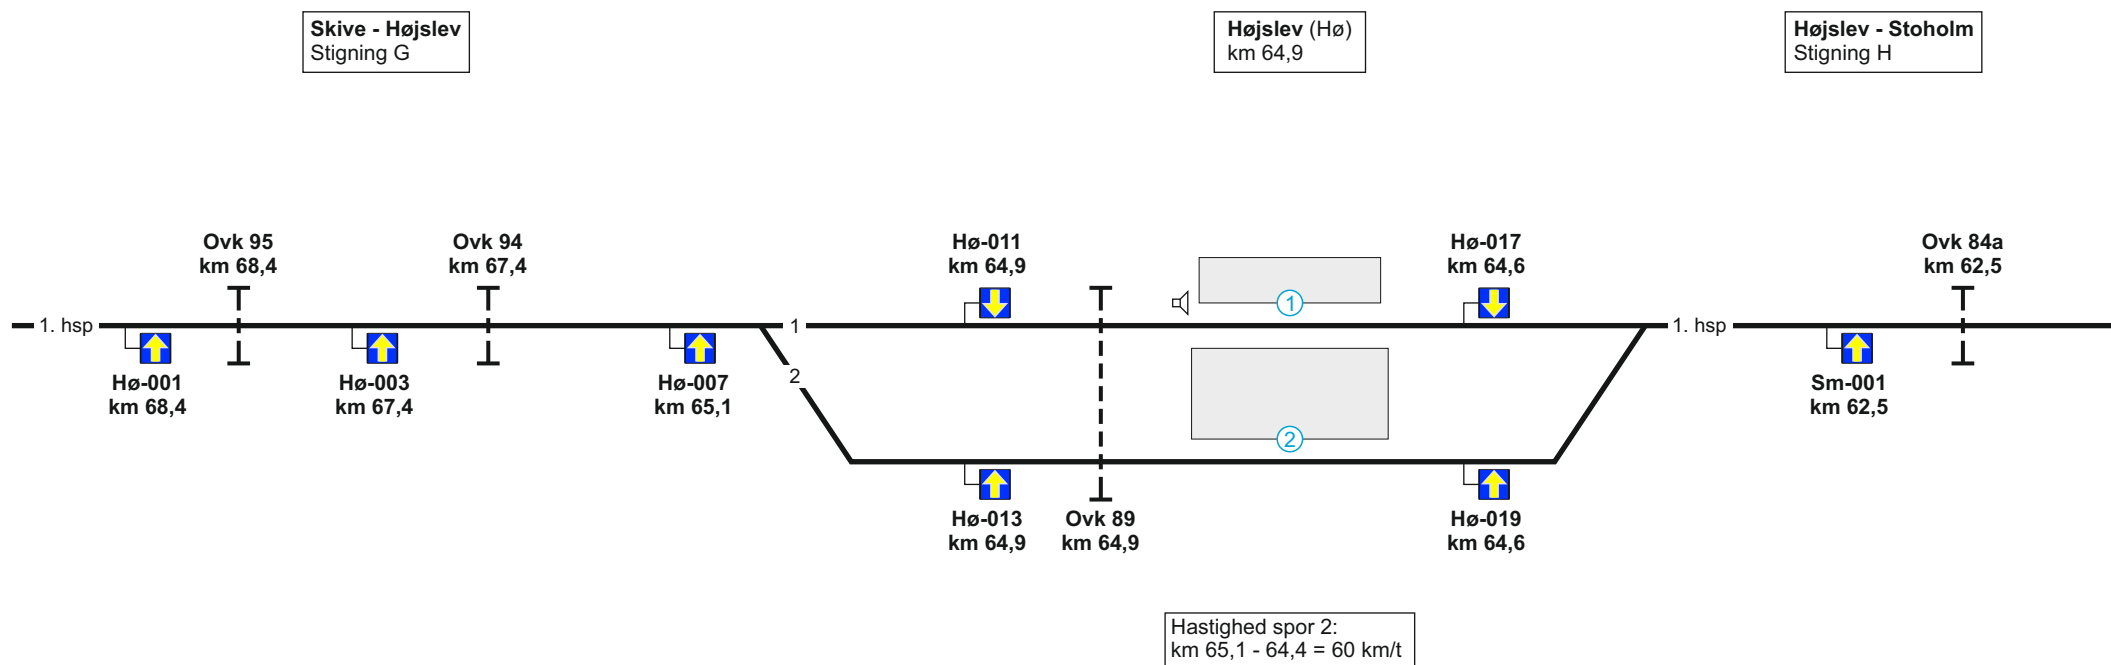 Skive - Højslev
Stigning G
Højslev (Hø)
km 64,9
Højslev - Stoholm
Stigning H
Ovk 95
km 68,4
Ovk 94
km 67,4
Hø-011
km 64,9
Hø-017
km 64,6
Ovk 84a
km 62,5
1. hsp
1
1
1. hsp
2
Hø-001
km 68,4
Hø-003
km 67,4
Hø-007
km 65,1
Sm-001
km 62,5
2
Hø-013
km 64,9
Ovk 89
km 64,9
Hø-019
km 64,6
Hastighed spor 2:
km 65,1 - 64,4 = 60 km/t